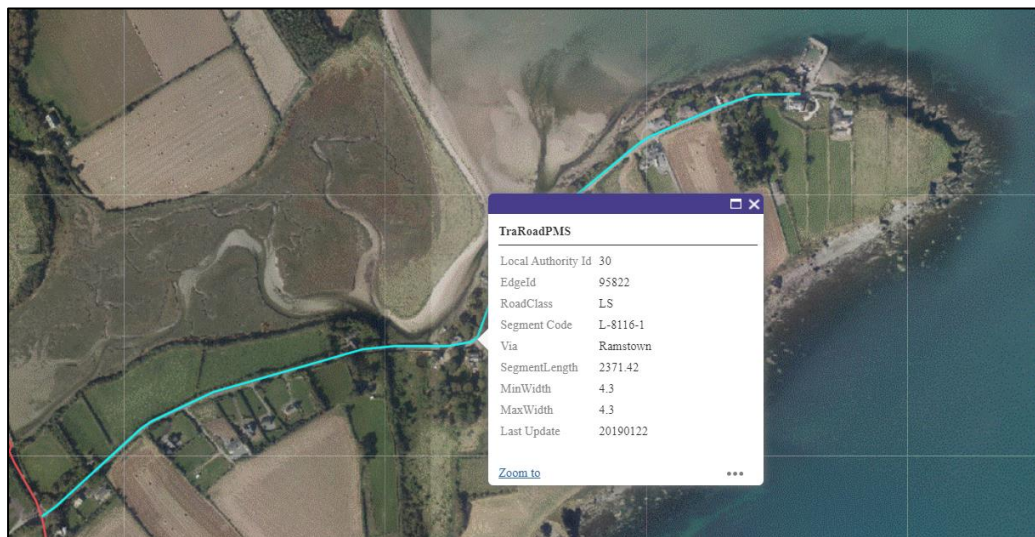 TraRoadPMS
Local Authority Id 30
EdgeId 95822
RoadClass LS
Segment Code L-8116-1
Via Ramstown
SegmentLength 2371.42
MinWidth 4.3
MaxWidth 4.3
Last Update 20190122
Zoom to